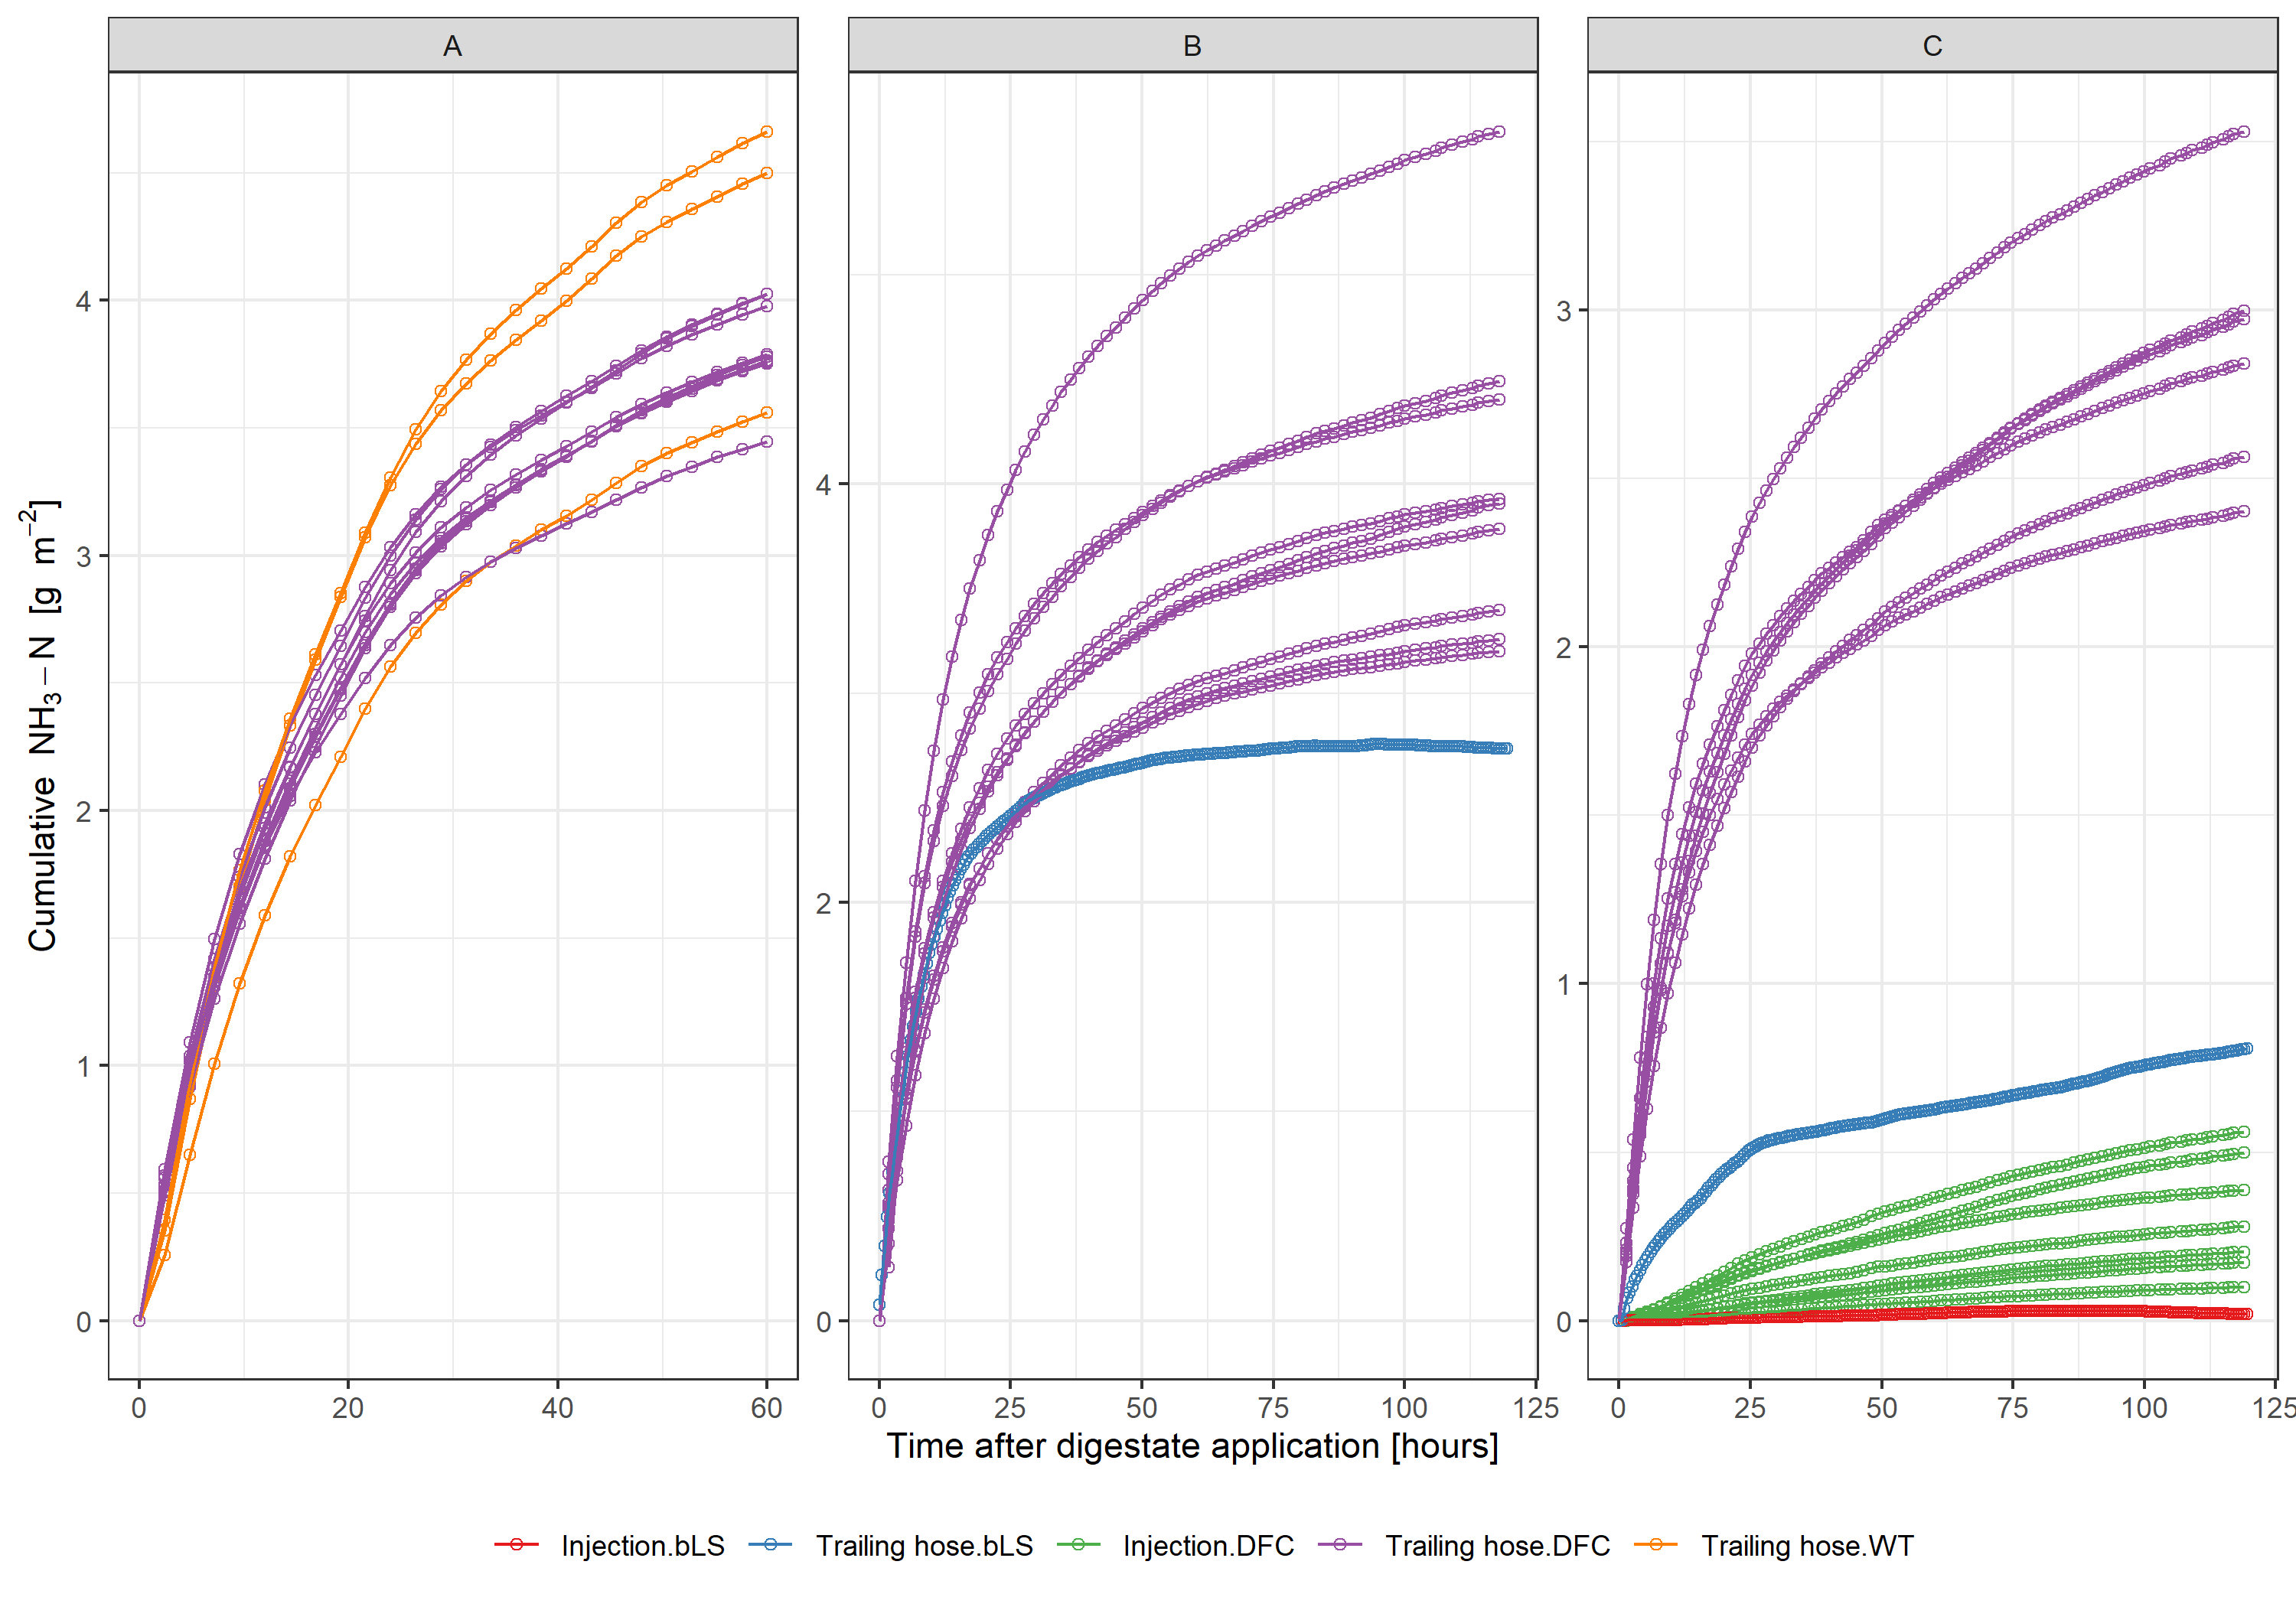 A B C
Cumulative NH₃−N [g m⁻²]
4
3
2
1
0
4
2
0
3
2
1
0
0 20 40 60 0 25 50 75 100 125 0 25 50 75 100 125
Time after digestate application [hours]
Injection.bLS Trailing hose.bLS Injection.DFC Trailing hose.DFC Trailing hose.WT